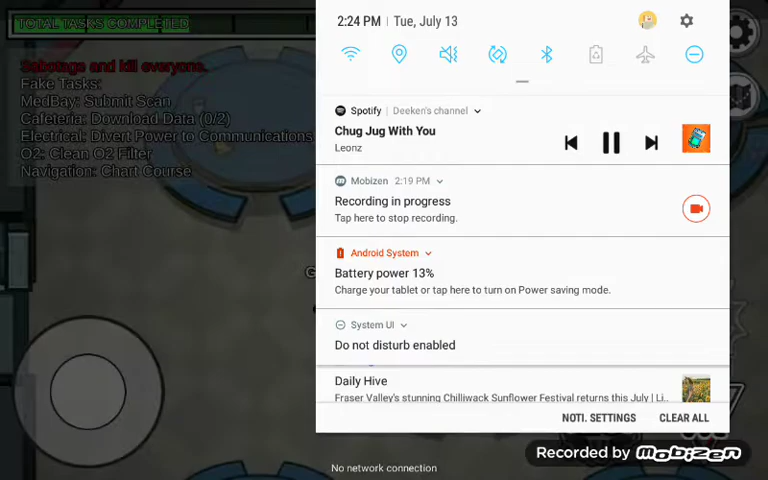 TOTAL TASKS COMPLETED
Sabotage and kill everyone.
Fake Tasks:
MedBay: Submit Scan
Cafeteria: Download Data (0/2)
Electrical: Divert Power to Communications
O2: Clean O2 Filter
Navigation: Chart Course
2:24 PM | Tue, July 13
Spotify | Deeken's channel
Chug Jug With You
Leonz
Mobizen 2:19 PM
Recording in progress
Tap here to stop recording.
Android System
Battery power 13%
Charge your tablet or tap here to turn on Power saving mode.
System UI
Do not disturb enabled
Daily Hive
Fraser Valley's stunning Chilliwack Sunflower Festival returns this July | Li..
NOTI. SETTINGS CLEAR ALL
Recorded by mobizen
No network connection